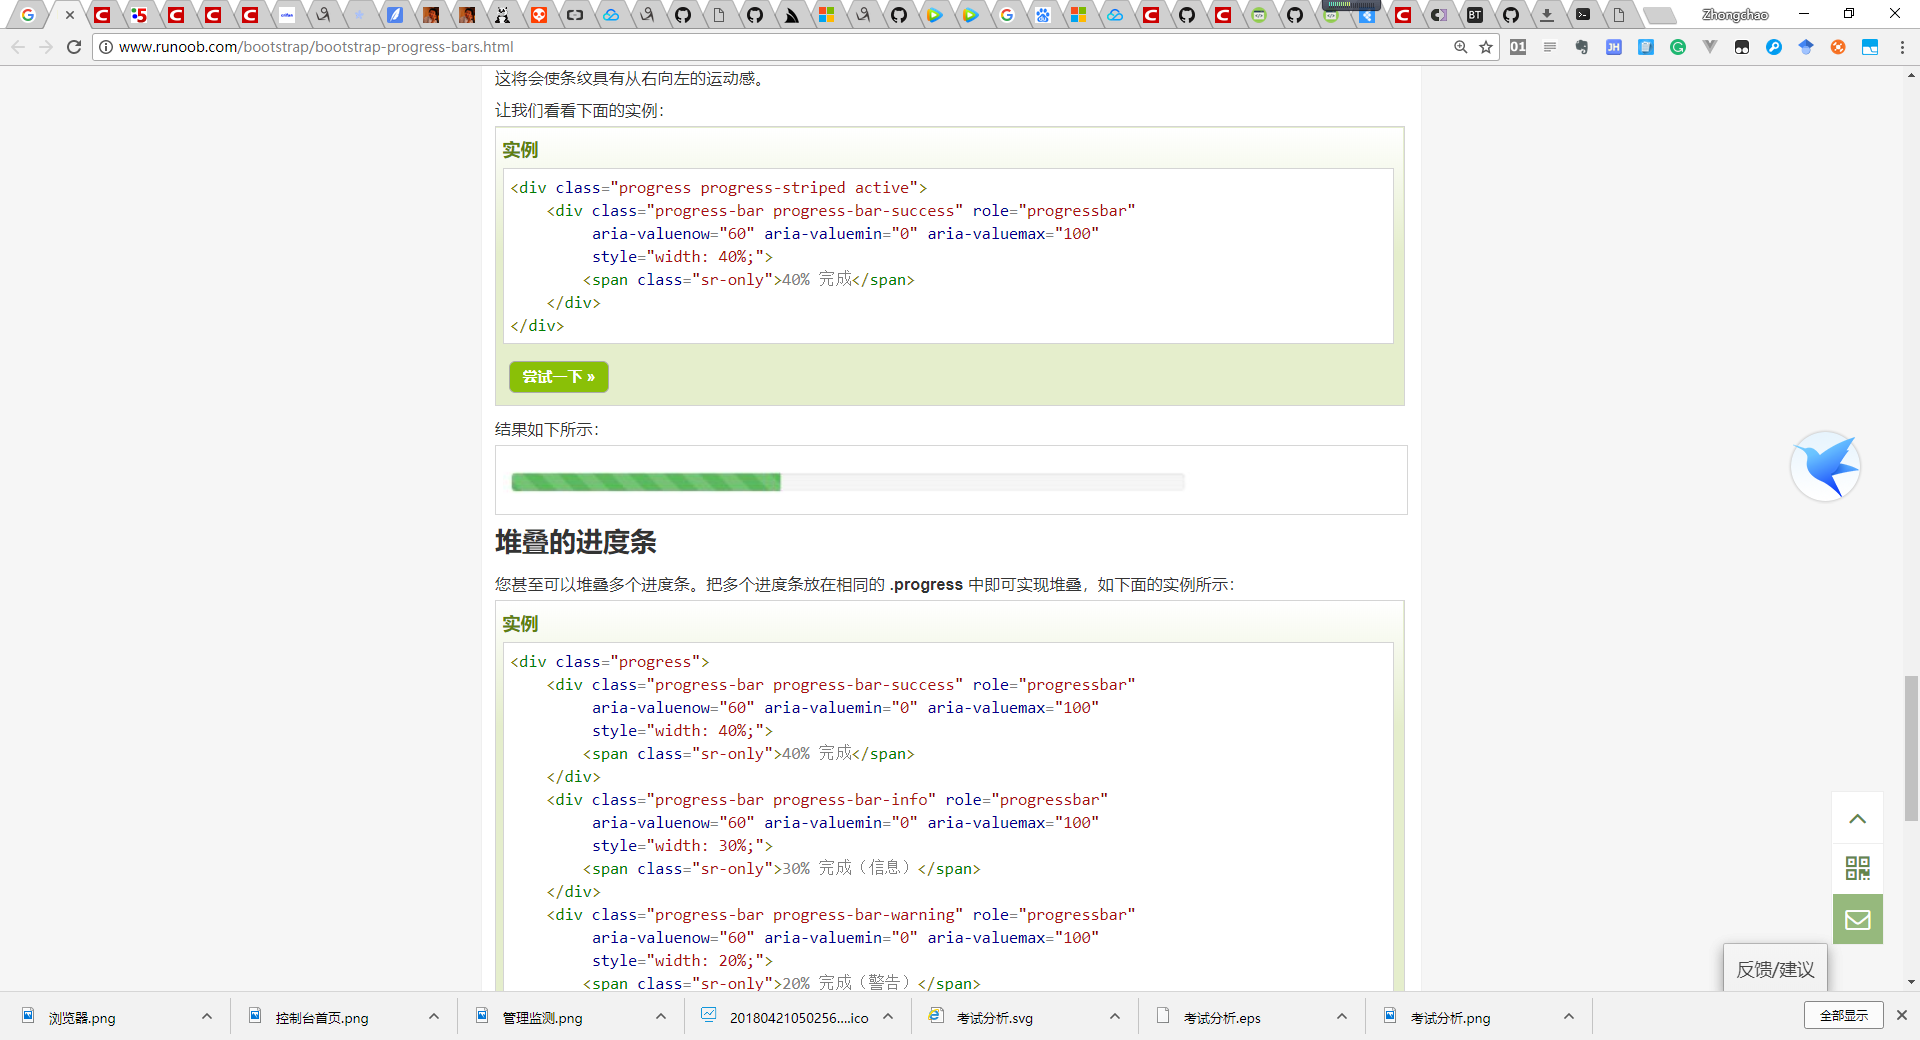 Zhongchao
www.runoob.com/bootstrap/bootstrap-progress-bars.html
这将会使条纹具有从右向左的运动感。
让我们看看下面的实例：
实例
<div class="progress progress-striped active">
    <div class="progress-bar progress-bar-success" role="progressbar"
         aria-valuenow="60" aria-valuemin="0" aria-valuemax="100"
         style="width: 40%;">
        <span class="sr-only">40% 完成</span>
    </div>
</div>
尝试一下 »
结果如下所示：
堆叠的进度条
您甚至可以堆叠多个进度条。把多个进度条放在相同的 .progress 中即可实现堆叠，如下面的实例所示：
实例
<div class="progress">
    <div class="progress-bar progress-bar-success" role="progressbar"
         aria-valuenow="60" aria-valuemin="0" aria-valuemax="100"
         style="width: 40%;">
        <span class="sr-only">40% 完成</span>
    </div>
    <div class="progress-bar progress-bar-info" role="progressbar"
         aria-valuenow="60" aria-valuemin="0" aria-valuemax="100"
         style="width: 30%;">
        <span class="sr-only">30% 完成（信息）</span>
    </div>
    <div class="progress-bar progress-bar-warning" role="progressbar"
         aria-valuenow="60" aria-valuemin="0" aria-valuemax="100"
         style="width: 20%;">
        <span class="sr-only">20% 完成（警告）</span>
反馈/建议
浏览器.png
控制台首页.png
管理监测.png
20180421050256....ico
考试分析.svg
考试分析.eps
考试分析.png
全部显示